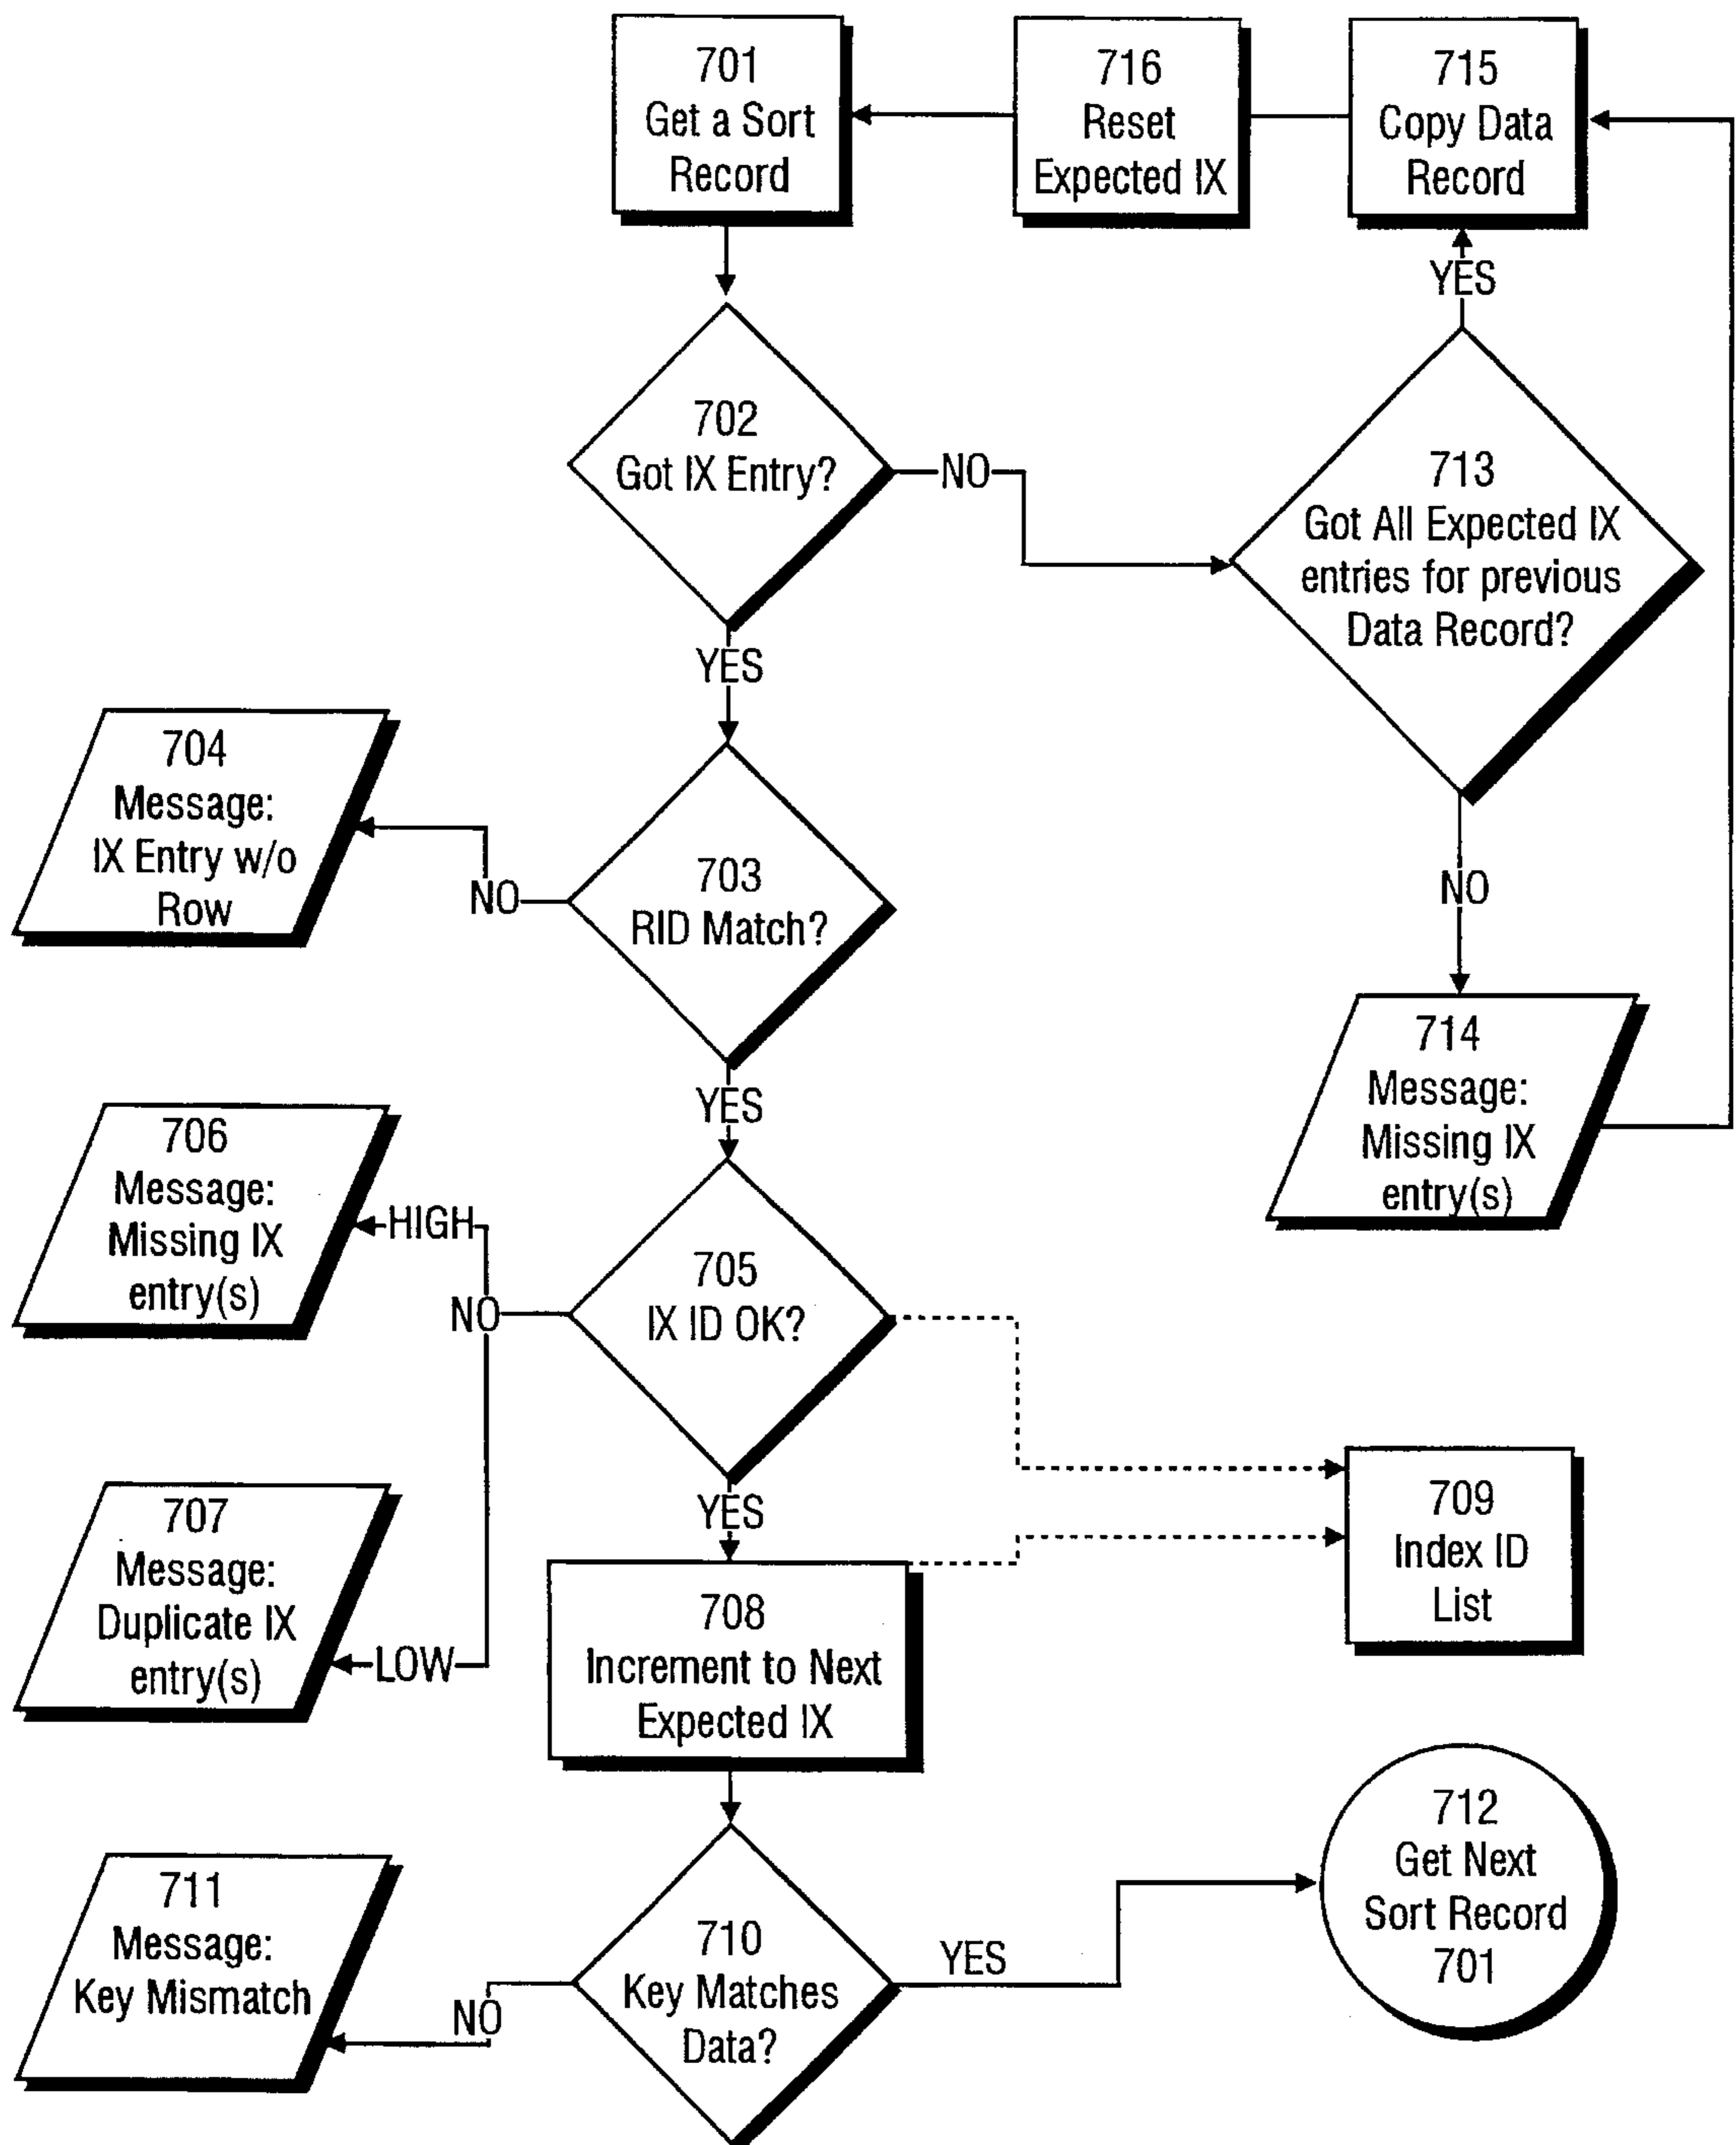 701
Get a Sort
Record
716
Reset
Expected IX
715
Copy Data
Record
YES
702
Got IX Entry?
NO
713
Got All Expected IX
entries for previous
Data Record?
YES
704
Message:
IX Entry w/o
Row
NO
703
RID Match?
NO
714
Message:
Missing IX
entry(s)
YES
706
Message:
Missing IX
entry(s)
HIGH
NO
705
IX ID OK?
YES
707
Message:
Duplicate IX
entry(s)
LOW
708
Increment to Next
Expected IX
709
Index ID
List
711
Message:
Key Mismatch
NO
710
Key Matches
Data?
YES
712
Get Next
Sort Record
701